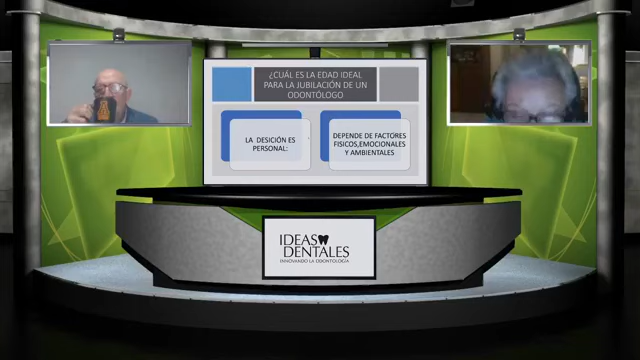 ¿CUÁL ES LA EDAD IDEAL
PARA LA JUBILACIÓN DE UN
ODONTÓLOGO
LA DESICIÓN ES
PERSONAL:
DEPENDE DE FACTORES
FISICOS,EMOCIONALES
Y AMBIENTALES
IDEAS
DENTALES
INNOVANDO LA ODONTOLOGÍA